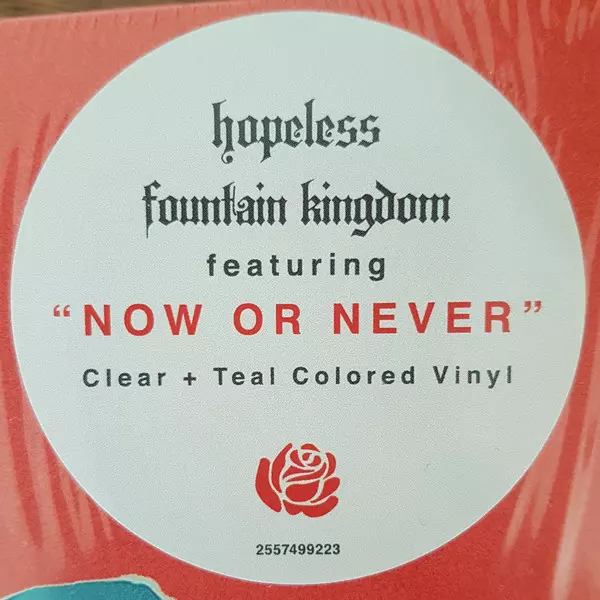 hopeless
fountain kingdom
featuring
“NOW OR NEVER”
Clear + Teal Colored Vinyl
2557499223